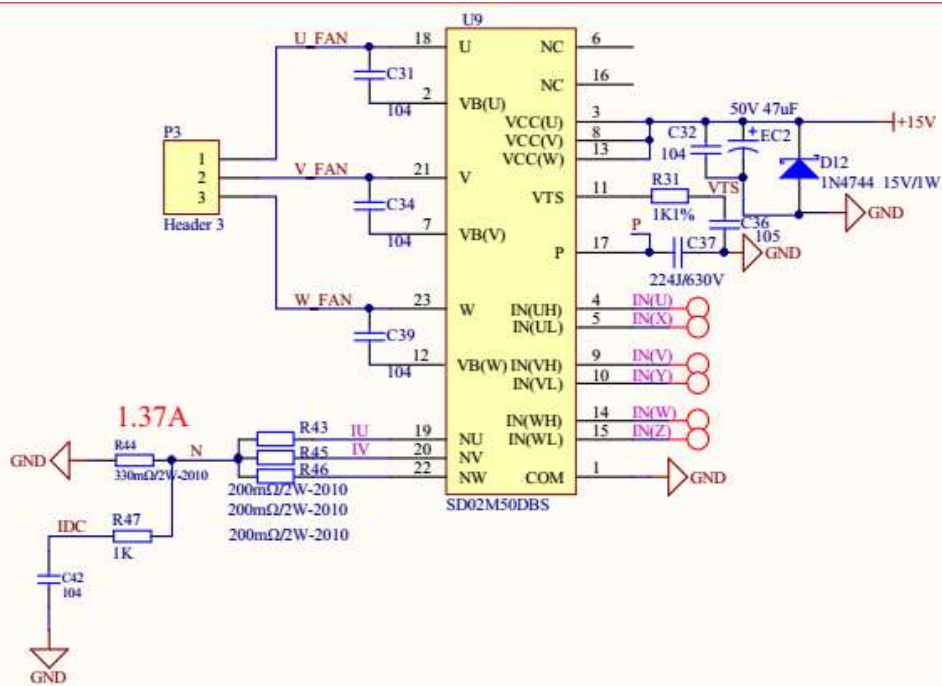 U9
U_FAN 18 U NC 6
C31
104
2 VB(U) NC 16
VCC(U) 3
VCC(V) 8
VCC(W) 13
50V 47uF
C32
104
+
EC2
+15V
D12
1N4744 15V/1W
GND
P3
1
2
3
Header 3
V_FAN 21 V
C34
104
7 VB(V)
VTS 11
R31
1K1%
VTS
C36
105
P 17
P
C37
224J/630V
GND
W_FAN 23 W
C39
104
12 VB(W)
IN(UH) 4 IN(U)
IN(UL) 5 IN(X)
IN(VH) 9 IN(V)
IN(VL) 10 IN(Y)
IN(WH) 14 IN(W)
IN(WL) 15 IN(Z)
COM 1 GND
1.37A
GND
R44
330mΩ/2W-2010
N
R43 IU 19 NU
R45 IV 20 NV
R46 22 NW
200mΩ/2W-2010
200mΩ/2W-2010
200mΩ/2W-2010
SD02M50DBS
IDC
R47
1K
C42
104
GND